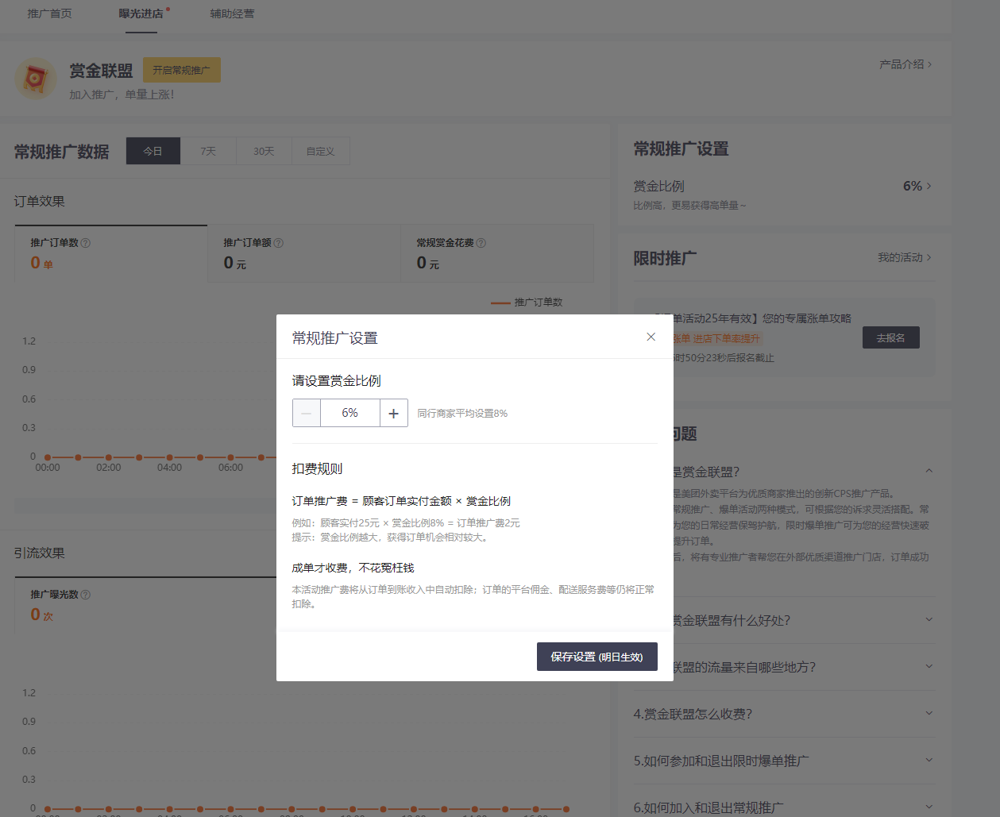 推广首页
曝光进店
辅助经营
赏金联盟
开启常规推广
加入推广，单量上涨！
产品介绍
常规推广数据
今日
7天
30天
自定义
订单效果
推广订单数
0 单
推广订单额
0 元
常规赏金花费
0 元
推广订单数
1.2
0.9
0.6
0.3
0
00:00
02:00
04:00
06:00
引流效果
推广曝光数
0 次
1.2
0.9
0.6
0.3
0
常规推广设置
赏金比例
6%
比例高，更易获得高单量～
限时推广
我的活动
单活动25年有效】您的专属涨单攻略
涨单 进店下单率提升
去报名
时50分23秒后报名截止
问题
是赏金联盟？
是美团外卖平台为优质商家推出的创新CPS推广产品。
常规推广、爆单活动两种模式，可根据您的诉求灵活搭配。常
为您的日常经营保驾护航，限时爆单推广可为您的经营快速破
提升订单。
后，将有专业推广者帮您在外部优质渠道推广门店，订单成功
赏金联盟有什么好处？
联盟的流量来自哪些地方？
4.赏金联盟怎么收费？
5.如何参加和退出限时爆单推广
6.如何加入和退出常规推广
常规推广设置
请设置赏金比例
6%
同行商家平均设置8%
扣费规则
订单推广费 = 顾客订单实付金额 × 赏金比例
例如：顾客实付25元 × 赏金比例8% = 订单推广费2元
提示：赏金比例越大，获得订单机会相对较大。
成单才收费，不花冤枉钱
本活动推广费将从订单到账收入中自动扣除；订单的平台佣金、配送服务费等仍将正常
扣除。
保存设置 (明日生效)